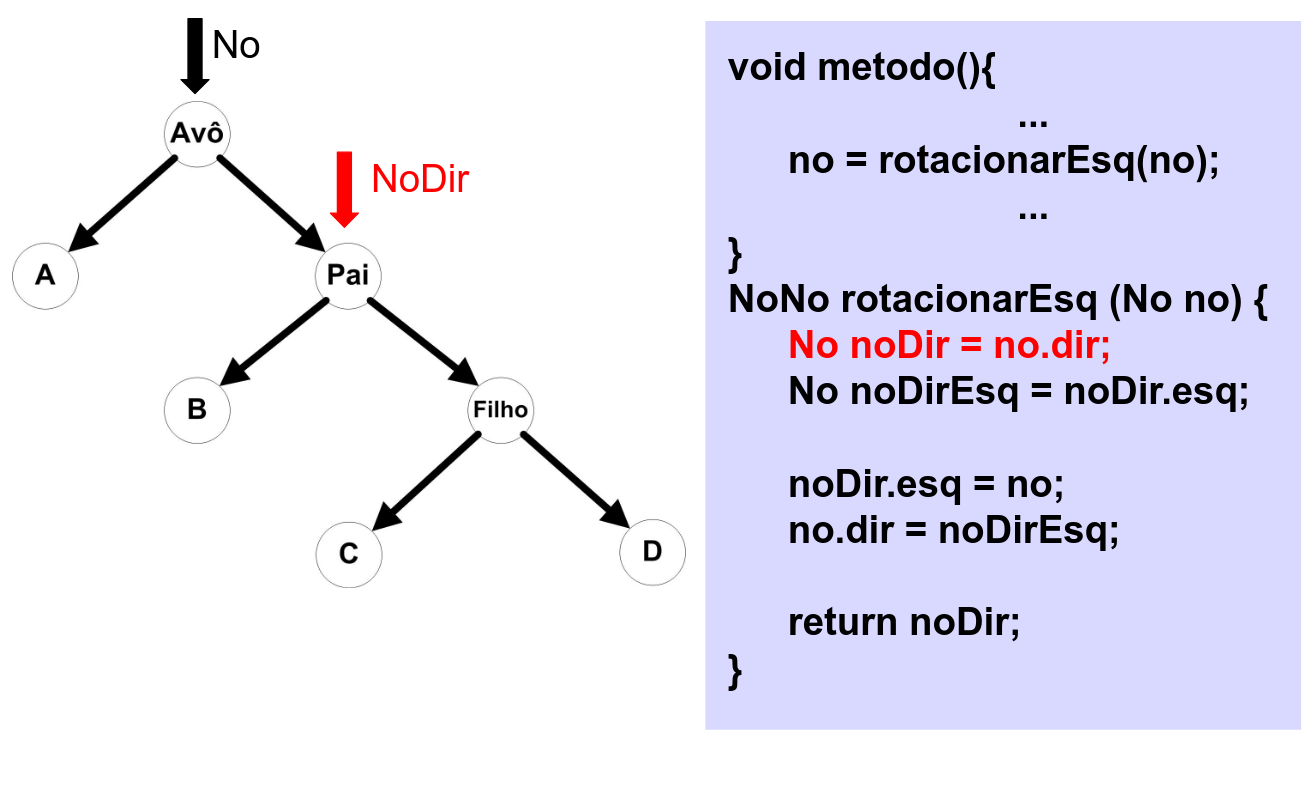 No
Avô
NoDir
A
Pai
B
Filho
C
D
void metodo(){
...
no = rotacionarEsq(no);
...
}
NoNo rotacionarEsq (No no) {
No noDir = no.dir;
No noDirEsq = noDir.esq;
noDir.esq = no;
no.dir = noDirEsq;
return noDir;
}